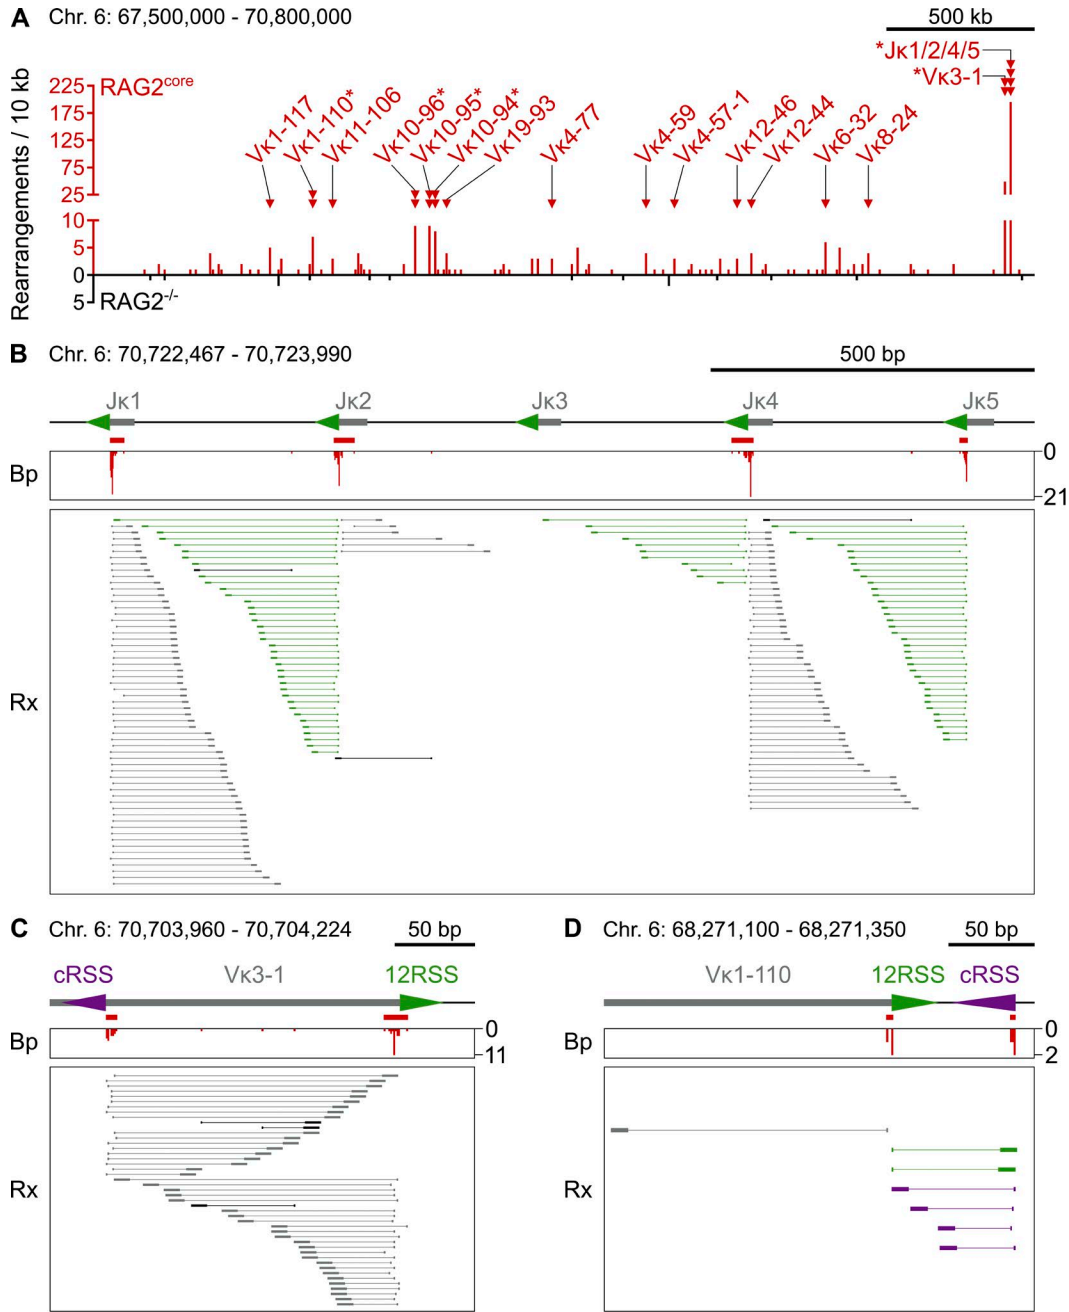 A Chr. 6: 67,500,000 - 70,800,000
500 kb
*Jκ1/2/4/5
*Vκ3-1
Rearrangements / 10 kb
225
175
125
75
25
10
5
0
5
RAG2core
RAG2-/-
Vκ1-117
Vκ1-110*
Vκ11-106
Vκ10-96*
Vκ10-95*
Vκ10-94*
Vκ19-93
Vκ4-77
Vκ4-59
Vκ4-57-1
Vκ12-46
Vκ12-44
Vκ6-32
Vκ8-24
B Chr. 6: 70,722,467 - 70,723,990
500 bp
Jκ1 Jκ2 Jκ3 Jκ4 Jκ5
Bp
0
21
Rx
C Chr. 6: 70,703,960 - 70,704,224
50 bp
cRSS Vκ3-1 12RSS
Bp
0
11
Rx
D Chr. 6: 68,271,100 - 68,271,350
50 bp
Vκ1-110 12RSS cRSS
Bp
0
2
Rx